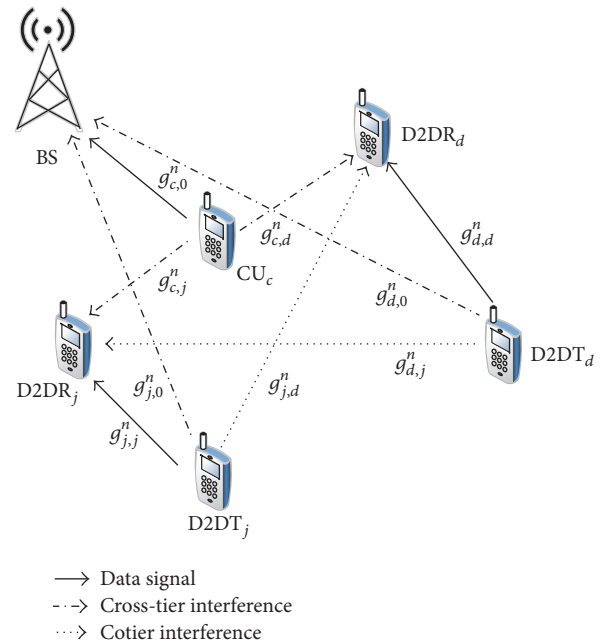 BS
D2DR_d
g^n_{c,0}
g^n_{c,d}
g^n_{d,d}
CU_c
g^n_{c,j}
g^n_{d,0}
D2DT_d
D2DR_j
g^n_{j,0}
g^n_{j,d}
g^n_{d,j}
g^n_{j,j}
D2DT_j
Data signal
Cross-tier interference
Cotier interference